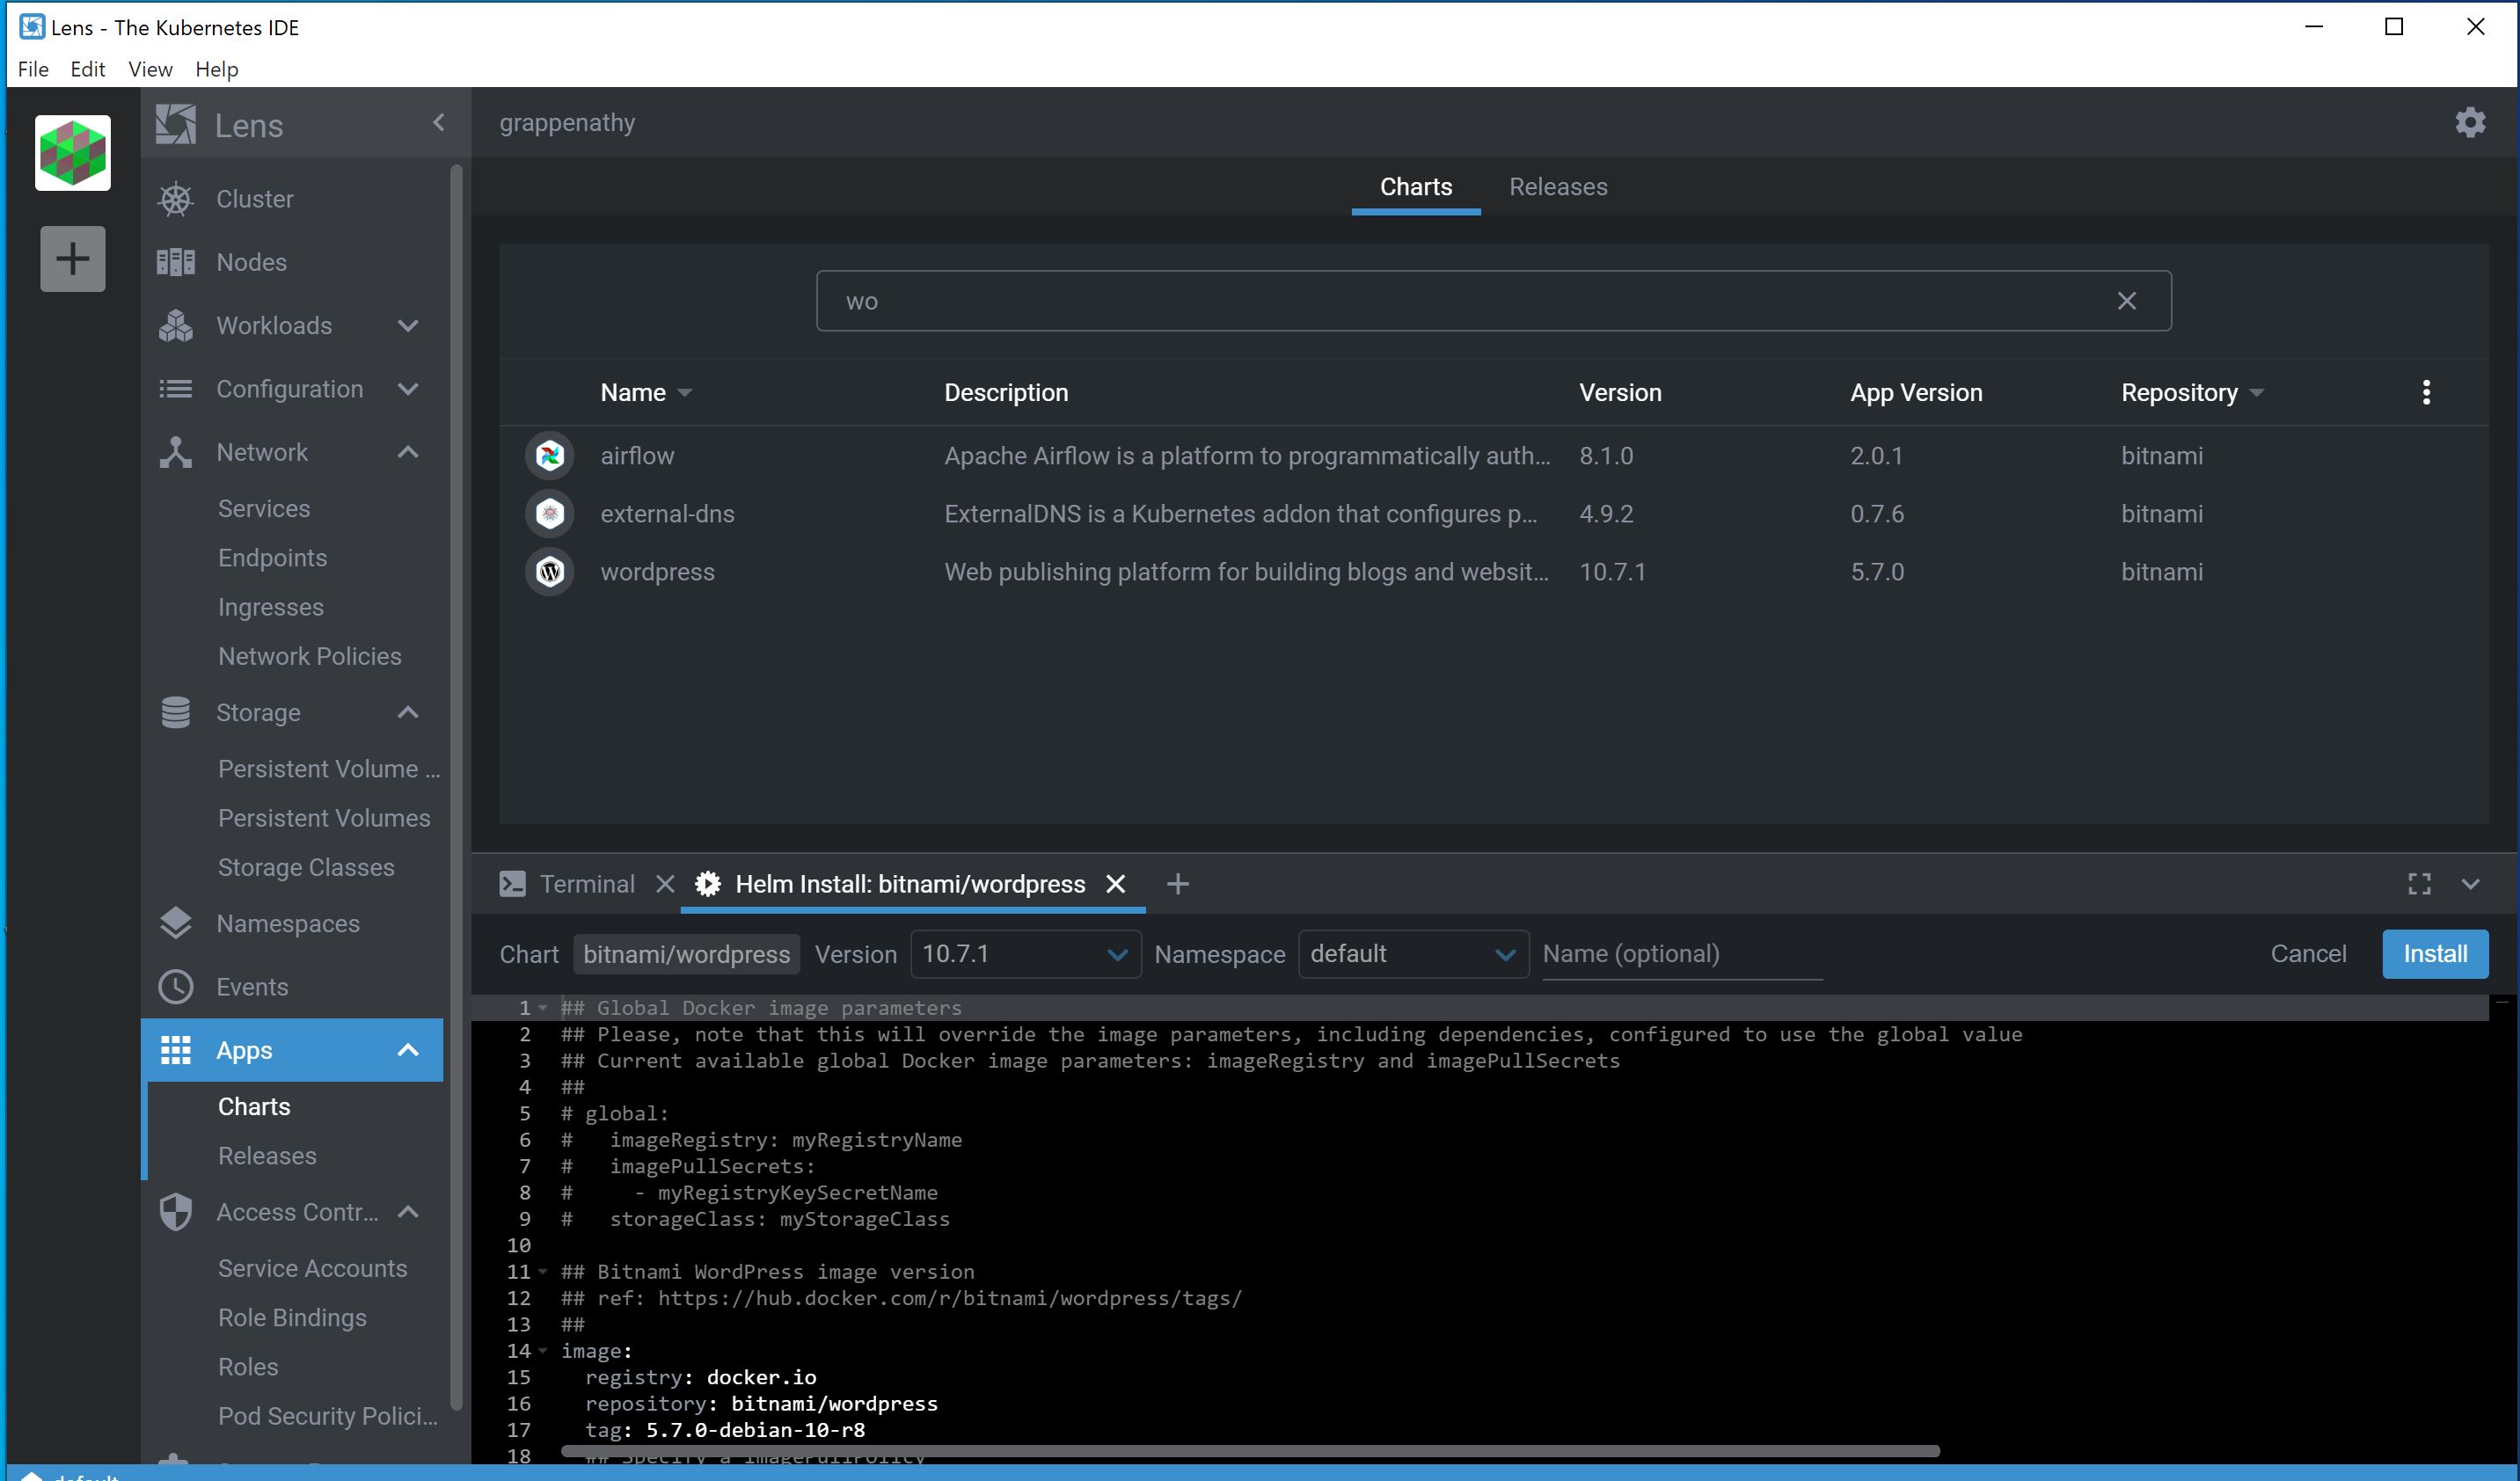 Lens - The Kubernetes IDE
File Edit View Help
Lens
grappenathy
Cluster
Nodes
Workloads
Configuration
Network
Services
Endpoints
Ingresses
Network Policies
Storage
Persistent Volume ...
Persistent Volumes
Storage Classes
Namespaces
Events
Apps
Charts
Releases
Access Contr...
Service Accounts
Role Bindings
Roles
Pod Security Polici...
Charts Releases
wo
Name Description Version App Version Repository
airflow Apache Airflow is a platform to programmatically auth... 8.1.0 2.0.1 bitnami
external-dns ExternalDNS is a Kubernetes addon that configures p... 4.9.2 0.7.6 bitnami
wordpress Web publishing platform for building blogs and websit... 10.7.1 5.7.0 bitnami
Terminal Helm Install: bitnami/wordpress
Chart bitnami/wordpress Version 10.7.1 Namespace default Name (optional) Cancel Install
1 ## Global Docker image parameters
2 ## Please, note that this will override the image parameters, including dependencies, configured to use the global value
3 ## Current available global Docker image parameters: imageRegistry and imagePullSecrets
4 ##
5 # global:
6 #   imageRegistry: myRegistryName
7 #   imagePullSecrets:
8 #     - myRegistryKeySecretName
9 #   storageClass: myStorageClass
10
11 ## Bitnami WordPress image version
12 ## ref: https://hub.docker.com/r/bitnami/wordpress/tags/
13 ##
14 image:
15   registry: docker.io
16   repository: bitnami/wordpress
17   tag: 5.7.0-debian-10-r8
18   ## Specify a imagePullPolicy
default